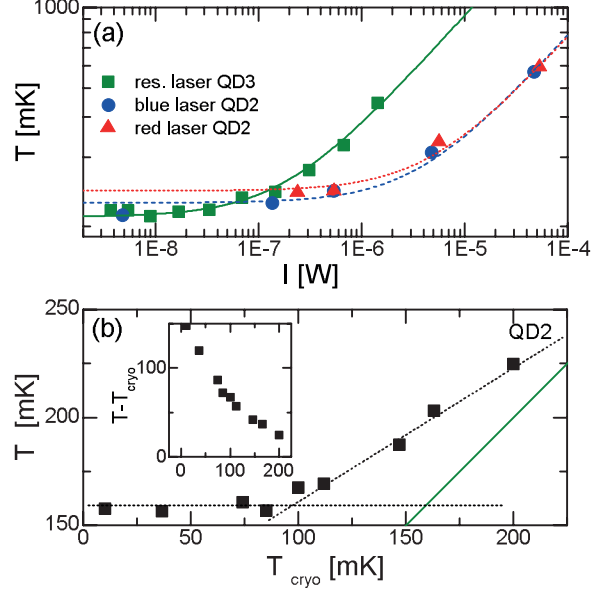 1000
(a)
res. laser QD3
blue laser QD2
red laser QD2
T [mK]
1E-8 1E-7 1E-6 1E-5 1E-4
I [W]
250
(b)
QD2
100
T-Tcryo
0
0 100 200
T [mK]
200
150
0 50 100 150 200
T cryo [mK]